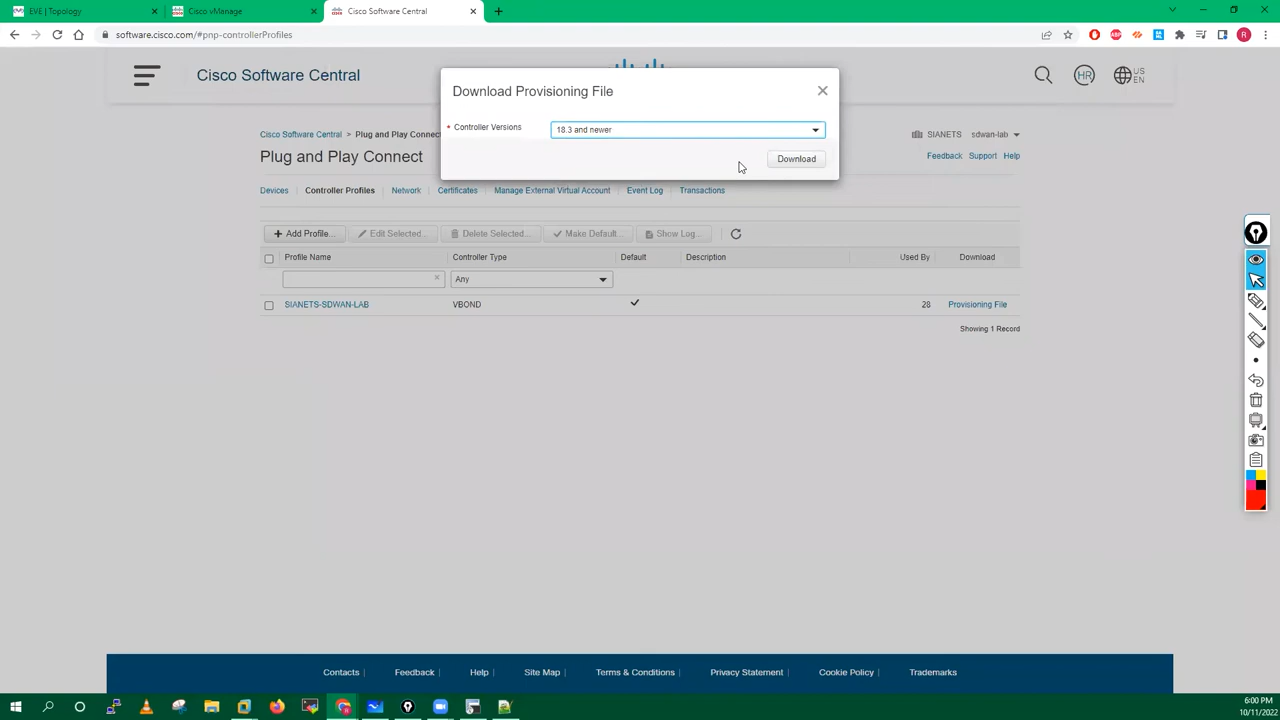 EVE | Topology
Cisco vManage
Cisco Software Central
software.cisco.com/#pnp-controllerProfiles
R
Cisco Software Central
HR
US
EN
Download Provisioning File
* Controller Versions
18.3 and newer
Download
Cisco Software Central > Plug and Play Connect
SIANETS sdwan-lab
Plug and Play Connect
Feedback Support Help
Devices Controller Profiles Network Certificates Manage External Virtual Account Event Log Transactions
+ Add Profile... Edit Selected... Delete Selected... Make Default... Show Log...
Profile Name Controller Type Default Description Used By Download
Any
SIANETS-SDWAN-LAB VBOND 28 Provisioning File
Showing 1 Record
Contacts | Feedback | Help | Site Map | Terms & Conditions | Privacy Statement | Cookie Policy | Trademarks
6:00 PM
10/11/2022